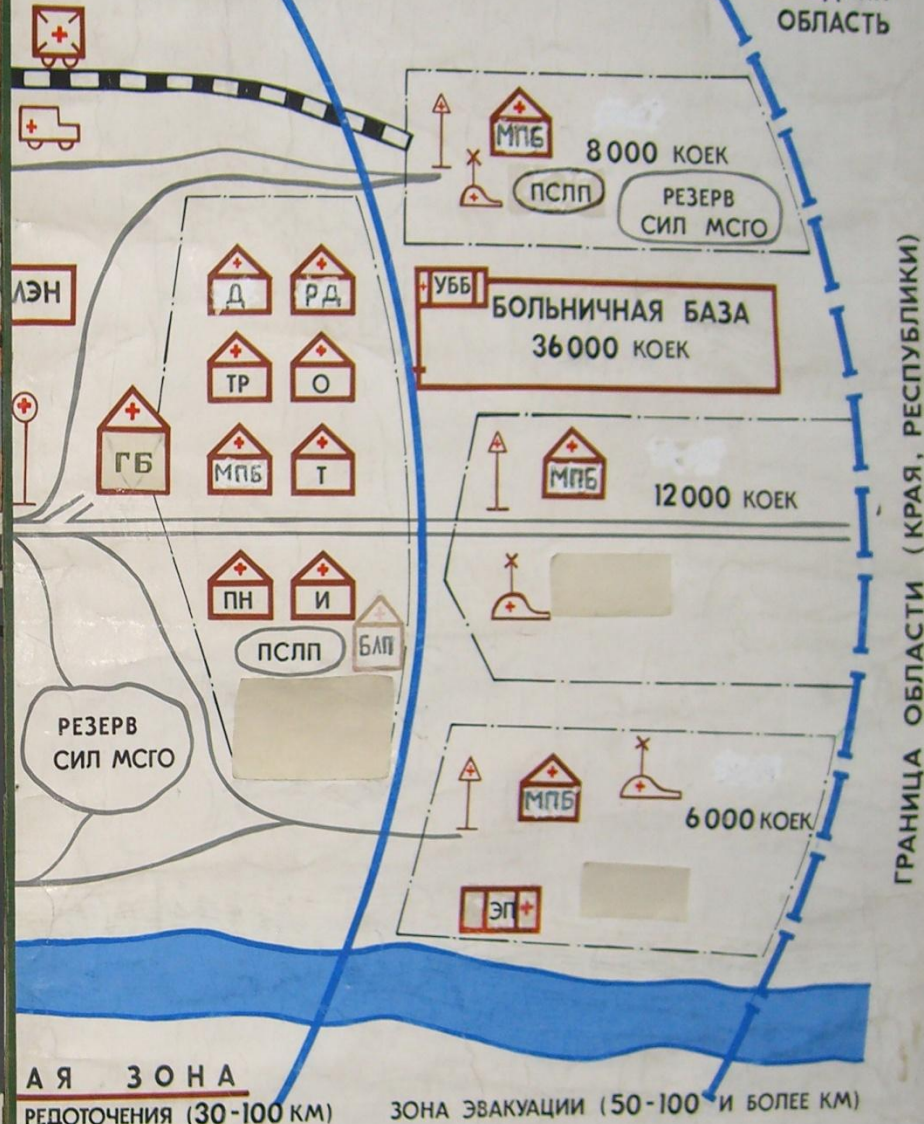 ОБЛАСТЬ
МПБ
8000 КОЕК
ПСЛП
РЕЗЕРВ
СИЛ МСГО
Д
РД
ТР
О
МПБ
Т
ГБ
УББ
БОЛЬНИЧНАЯ БАЗА
36000 КОЕК
МПБ
12000 КОЕК
ПН
И
ПСЛП
БЛП
РЕЗЕРВ
СИЛ МСГО
МПБ
6000 КОЕК
ЭП
ГРАНИЦА ОБЛАСТИ (КРАЯ, РЕСПУБЛИКИ)
АЯ ЗОНА
РЕДОТОЧЕНИЯ (30-100 КМ)
ЗОНА ЭВАКУАЦИИ (50-100 И БОЛЕЕ КМ)